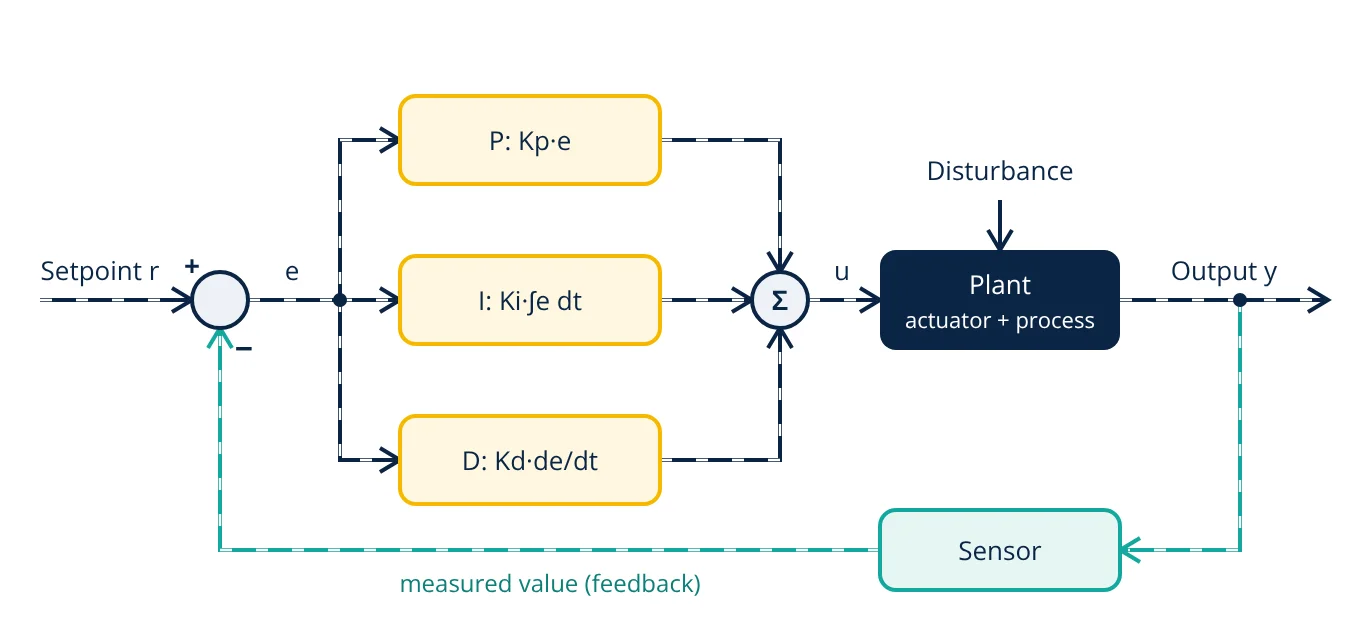 P: Kp·e
Disturbance
Setpoint r
+
e
I: Ki·∫e dt
Σ
u
Plant
actuator + process
Output y
−
D: Kd·de/dt
Sensor
measured value (feedback)